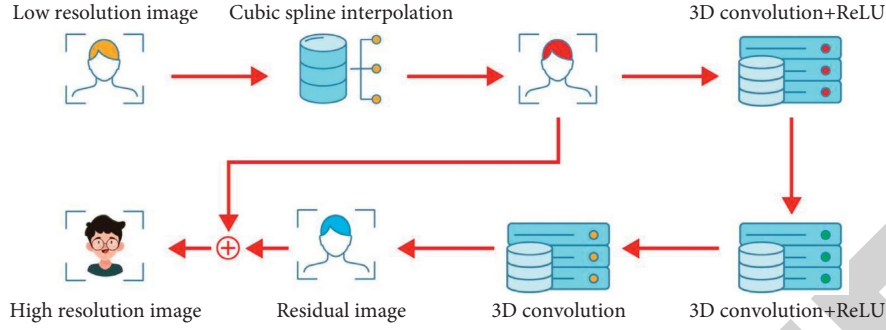 Low resolution image
Cubic spline interpolation
3D convolution+ReLU
High resolution image
Residual image
3D convolution
3D convolution+ReLU